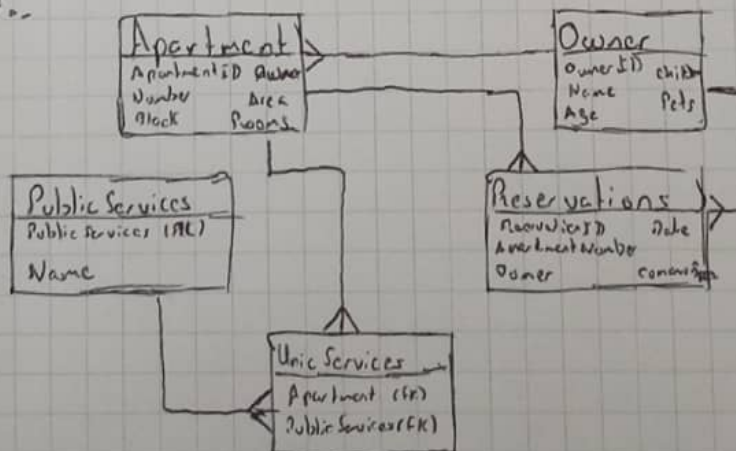 Apartment
ApartmentID Owner
Number Area
Block Rooms
Owner
OwnerID Child
Name Pets
Age
Public Services
Public Services (PK)
Name
Reservations
Date
ApartmentNumber
Owner
Unic Services
Apartment (FK)
Public Services (FK)